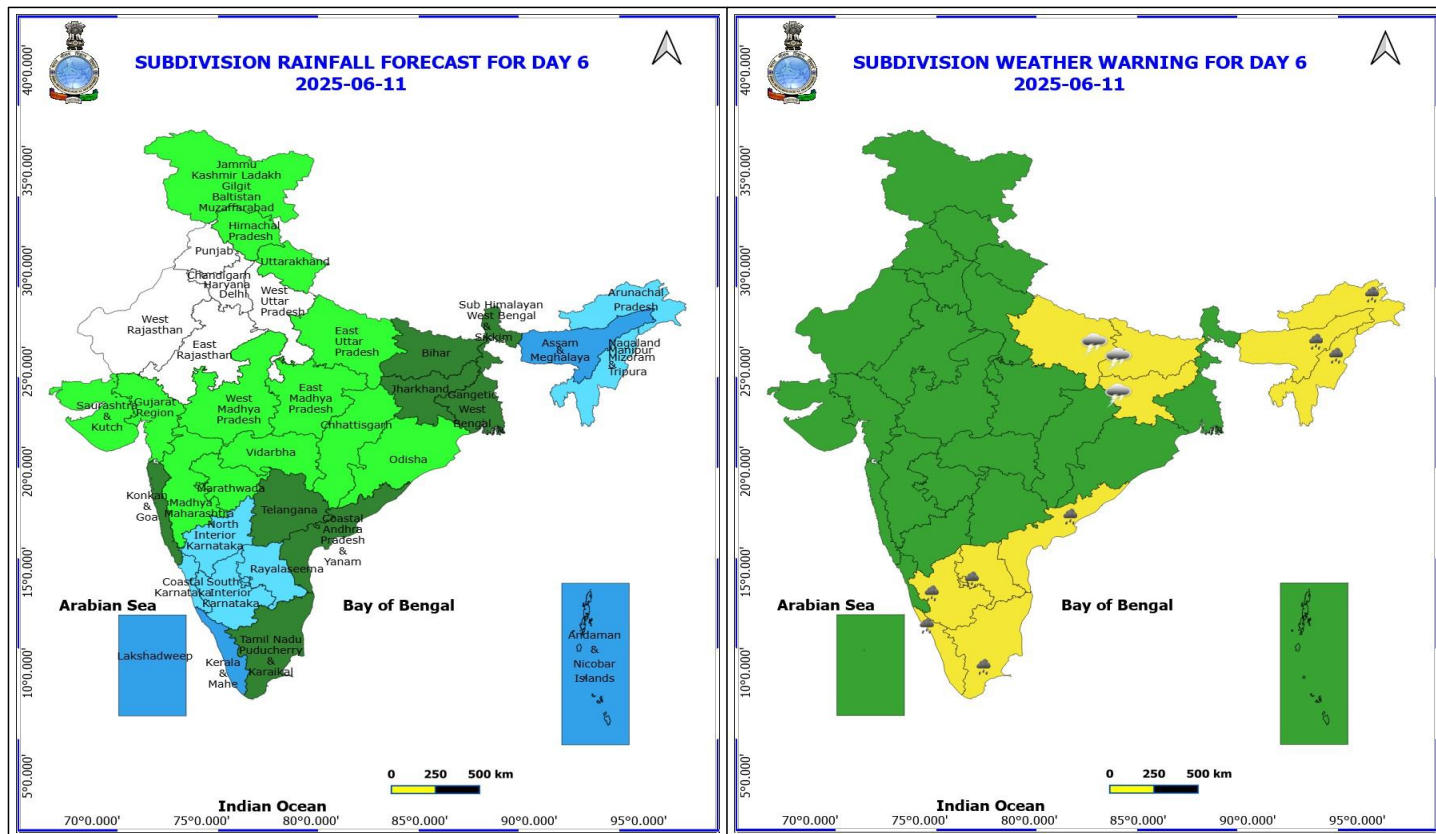 SUBDIVISION RAINFALL FORECAST FOR DAY 6
2025-06-11
40°0.000'
35°0.000'
30°0.000'
25°0.000'
20°0.000'
15°0.000'
10°0.000'
5°0.000'
Jammu
Kashmir Ladakh
Gilgit
Baltistan
Muzaffarabad
Himachal
Pradesh
Punjab
Uttarakhand
Chandigarh
Haryana
Delhi
West
Uttar
Pradesh
West
Rajasthan
East
Rajasthan
East
Uttar
Pradesh
Sub Himalayan
West Bengal
&
Sikkim
Arunachal
Pradesh
Assam
&
Meghalaya
Nagaland
Manipur
Mizoram
&
Tripura
Bihar
Jharkhand
Gangetic
West
Bengal
Saurashtra
&
Kutch
Gujarat
Region
West
Madhya
Pradesh
East
Madhya
Pradesh
Chhattisgarh
Vidarbha
Odisha
Konkan
&
Goa
Madhya
Maharashtra
Marathwada
Telangana
North
Interior
Karnataka
Coastal
Andhra
Pradesh
&
Yanam
Rayalaseema
Coastal
Karnataka
South
Interior
Karnataka
Arabian Sea
Bay of Bengal
Lakshadweep
Kerala
&
Mahe
Tamil Nadu
Puducherry
&
Karaikal
Andaman
&
Nicobar
Islands
0 250 500 km
Indian Ocean
70°0.000' 75°0.000' 80°0.000' 85°0.000' 90°0.000' 95°0.000'
SUBDIVISION WEATHER WARNING FOR DAY 6
2025-06-11
40°0.000'
35°0.000'
30°0.000'
25°0.000'
20°0.000'
15°0.000'
10°0.000'
5°0.000'
Arabian Sea
Bay of Bengal
0 250 500 km
Indian Ocean
70°0.000' 75°0.000' 80°0.000' 85°0.000' 90°0.000' 95°0.000'